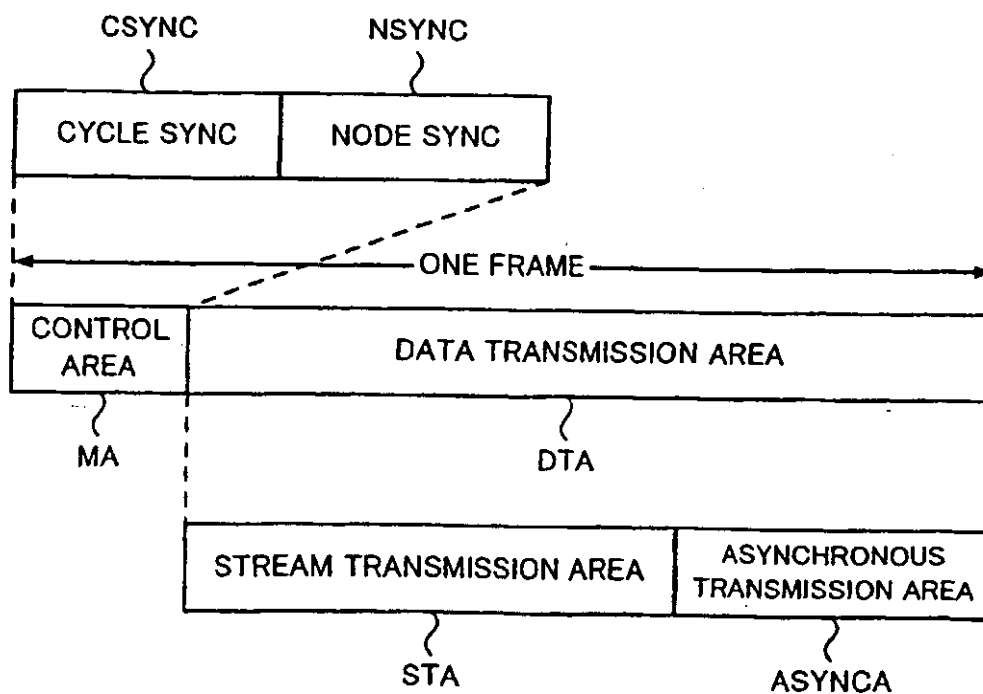 CSYNC NSYNC
CYCLE SYNC NODE SYNC
ONE FRAME
CONTROL
AREA
DATA TRANSMISSION AREA
MA DTA
STREAM TRANSMISSION AREA
ASYNCHRONOUS
TRANSMISSION AREA
STA ASYNCA